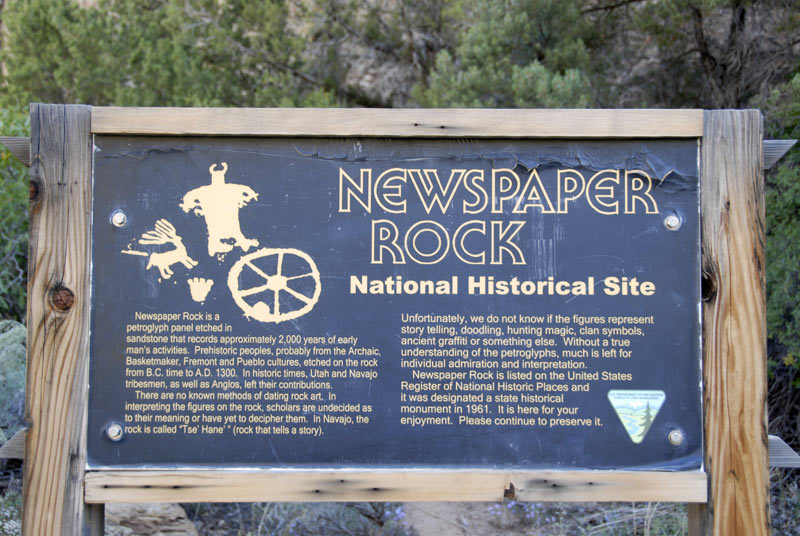 NEWSPAPER
ROCK
National Historical Site
Newspaper Rock is a
petroglyph panel etched in
sandstone that records approximately 2,000 years of early
man's activities. Prehistoric peoples, probably from the Archaic,
Basketmaker, Fremont and Pueblo cultures, etched on the rock
from B.C. time to A.D. 1300. In historic times, Utah and Navajo
tribesmen, as well as Anglos, left their contributions.
There are no known methods of dating rock art. In
interpreting the figures on the rock, scholars are undecided as
to their meaning or have yet to decipher them. In Navajo, the
rock is called "Tse' Hane' " (rock that tells a story).
Unfortunately, we do not know if the figures represent
story telling, doodling, hunting magic, clan symbols,
ancient graffiti or something else. Without a true
understanding of the petroglyphs, much is left for
individual admiration and interpretation.
Newspaper Rock is listed on the United States
Register of National Historic Places and
it was designated a state historical
monument in 1961. It is here for your
enjoyment. Please continue to preserve it.
U.S. DEPARTMENT OF THE INTERIOR
BUREAU OF LAND MANAGEMENT